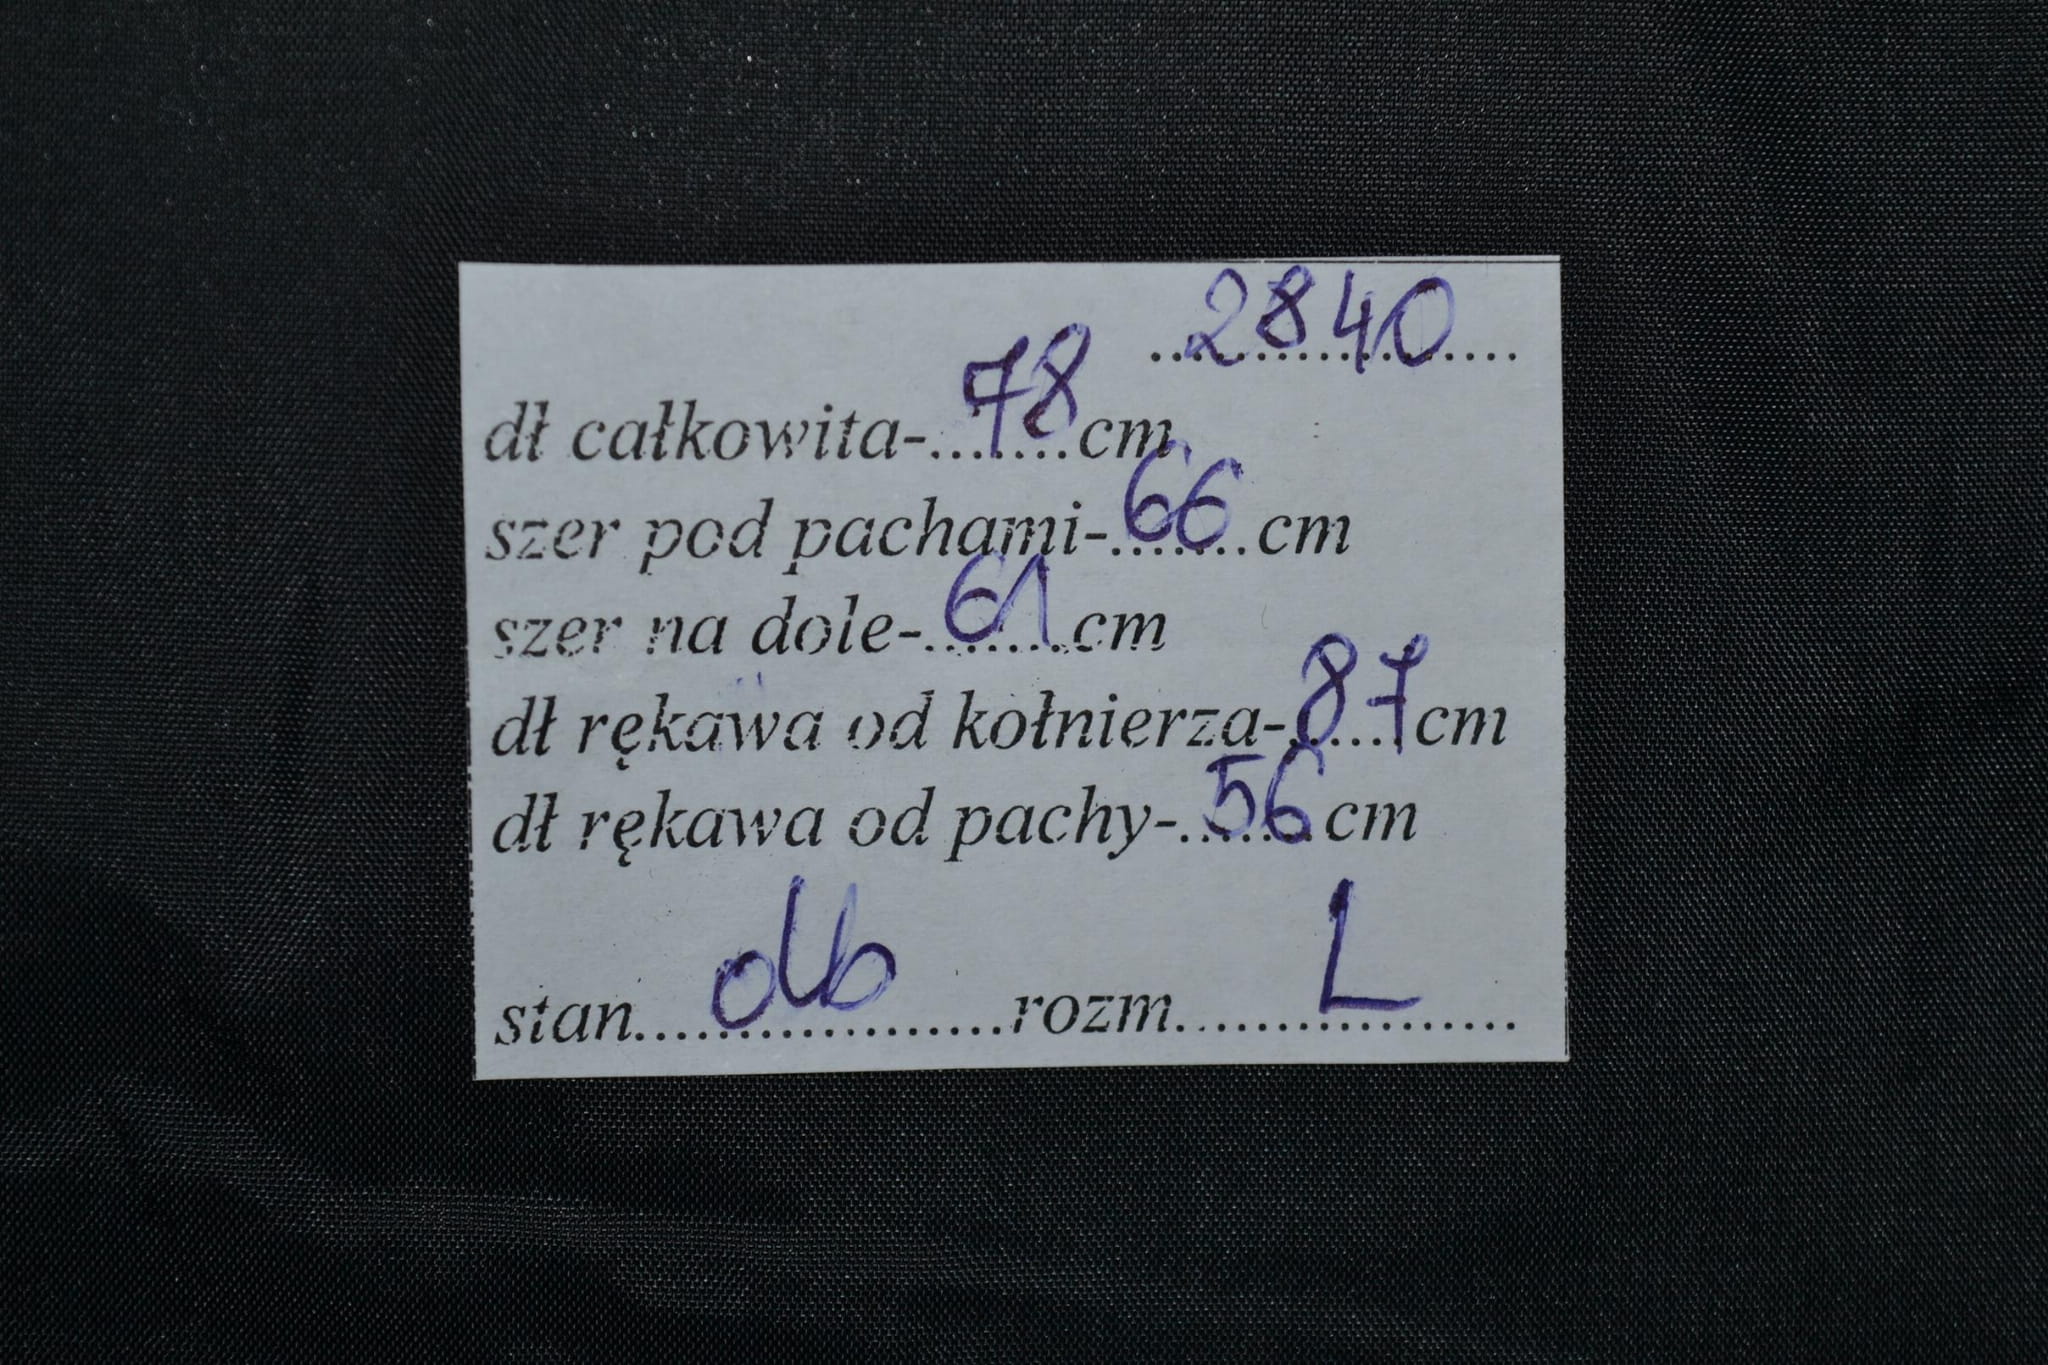 2840
dł całkowita-78cm
szer pod pachami-66cm
szer na dole-61cm
dł rękawa od kołnierza-87cm
dł rękawa od pachy-56cm
stan db rozm L